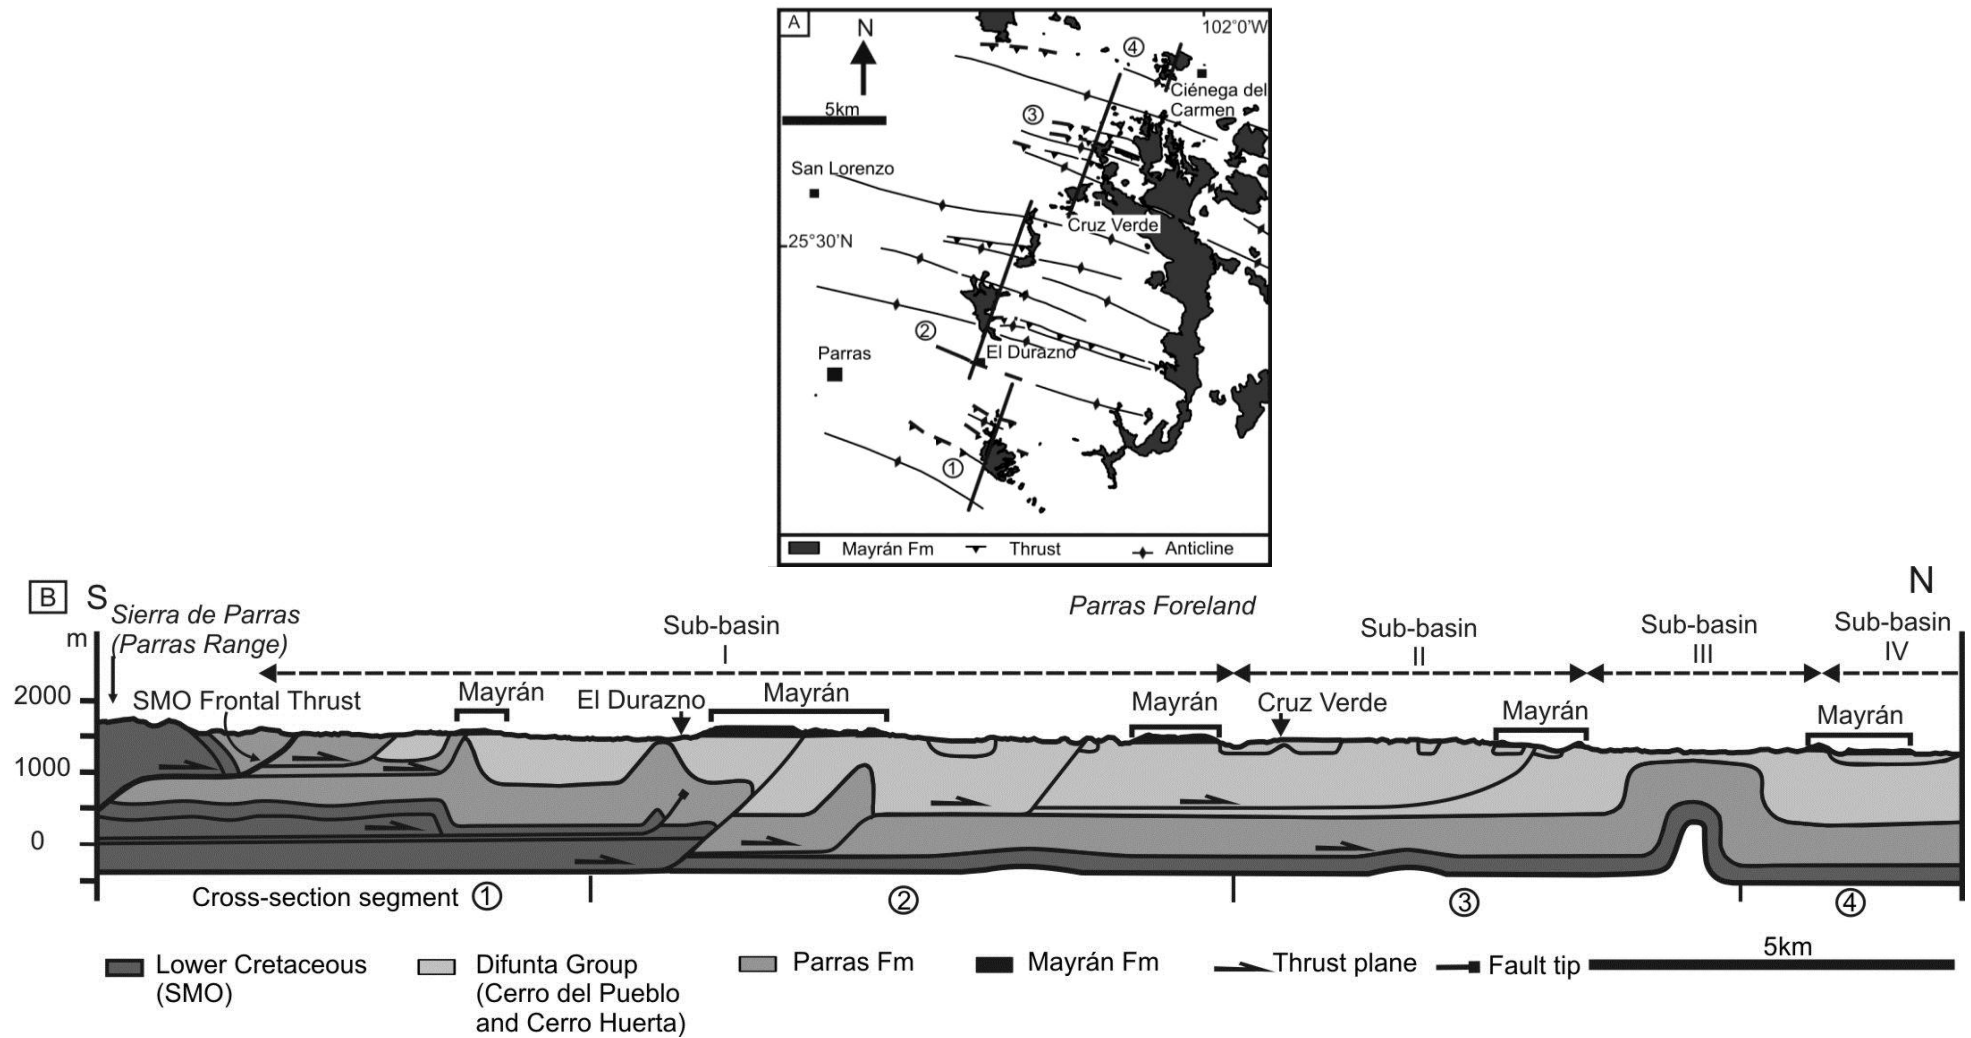 A
N
102°0'W
4
5km
Ciénega del
Carmen
3
San Lorenzo
Cruz Verde
25°30'N
2
El Durazno
Parras
1
Mayrán Fm
Thrust
Anticline
B
S
N
Sierra de Parras
(Parras Range)
m
Parras Foreland
Sub-basin
I
Sub-basin
II
Sub-basin
III
Sub-basin
IV
2000
SMO Frontal Thrust
Mayrán
El Durazno
Mayrán
Mayrán
Cruz Verde
Mayrán
Mayrán
1000
0
Cross-section segment 1
2
3
4
5km
Lower Cretaceous
(SMO)
Difunta Group
(Cerro del Pueblo
and Cerro Huerta)
Parras Fm
Mayrán Fm
Thrust plane
Fault tip